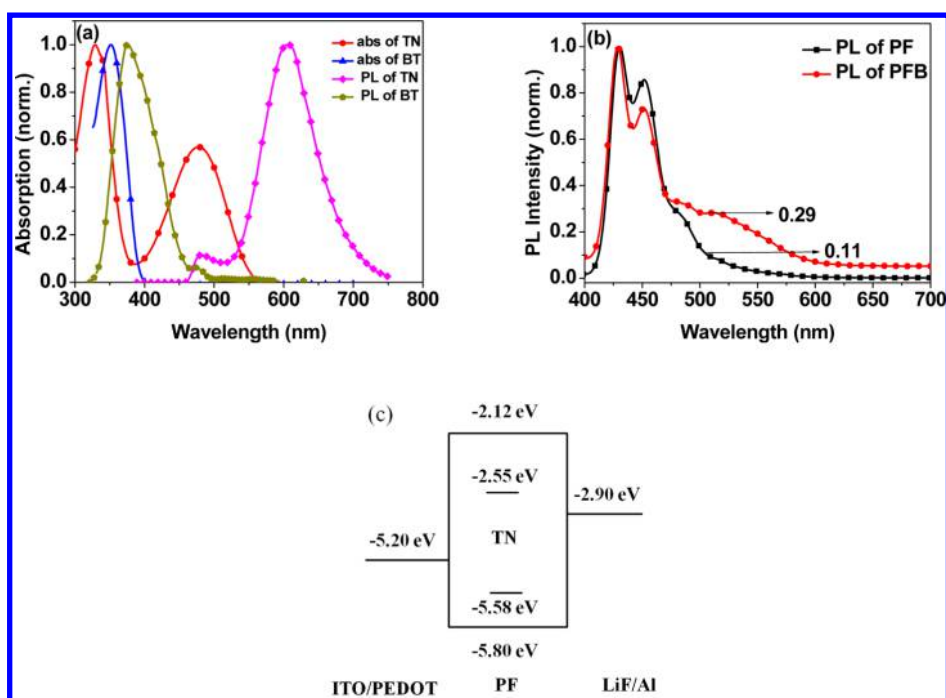 (a)
abs of TN
abs of BT
PL of TN
PL of BT
Absorption (norm.)
1.0
0.8
0.6
0.4
0.2
0.0
300 400 500 600 700 800
Wavelength (nm)
(b)
PL of PF
PL of PFB
PL Intensity (norm.)
1.0
0.8
0.6
0.4
0.2
0.0
0.29
0.11
400 450 500 550 600 650 700
Wavelength (nm)
(c)
-2.12 eV
-2.55 eV
-2.90 eV
-5.20 eV
TN
-5.58 eV
-5.80 eV
ITO/PEDOT PF LiF/Al